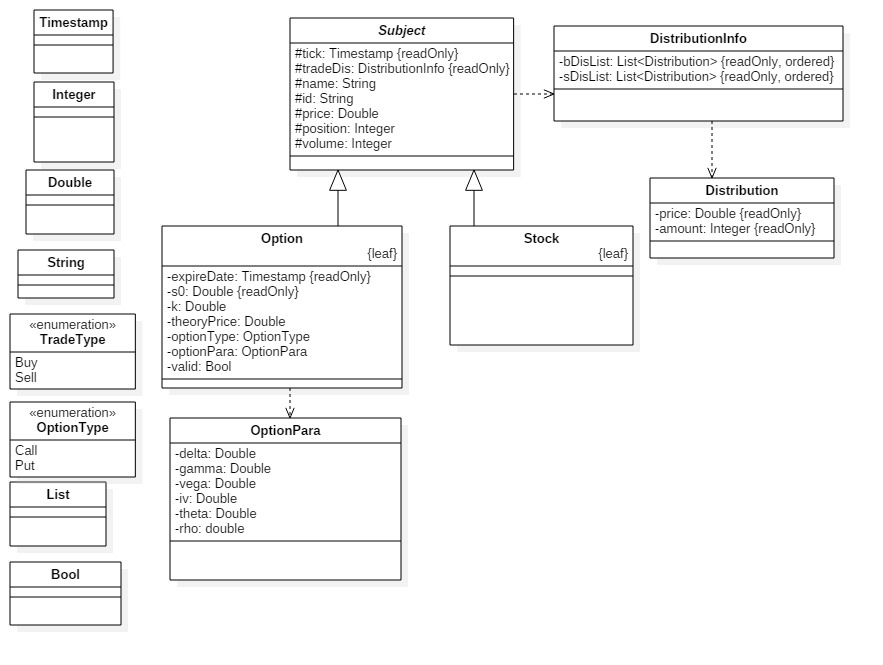 Timestamp
Integer
Double
String
«enumeration»
TradeType
Buy
Sell
«enumeration»
OptionType
Call
Put
List
Bool
Subject
#tick: Timestamp {readOnly}
#tradeDis: DistributionInfo {readOnly}
#name: String
#id: String
#price: Double
#position: Integer
#volume: Integer
DistributionInfo
-bDisList: List<Distribution> {readOnly, ordered}
-sDisList: List<Distribution> {readOnly, ordered}
Distribution
-price: Double {readOnly}
-amount: Integer {readOnly}
Option
{leaf}
-expireDate: Timestamp {readOnly}
-s0: Double {readOnly}
-k: Double
-theoryPrice: Double
-optionType: OptionType
-optionPara: OptionPara
-valid: Bool
Stock
{leaf}
OptionPara
-delta: Double
-gamma: Double
-vega: Double
-iv: Double
-theta: Double
-rho: double